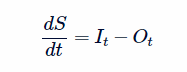 dS/dt = I_t − O_t